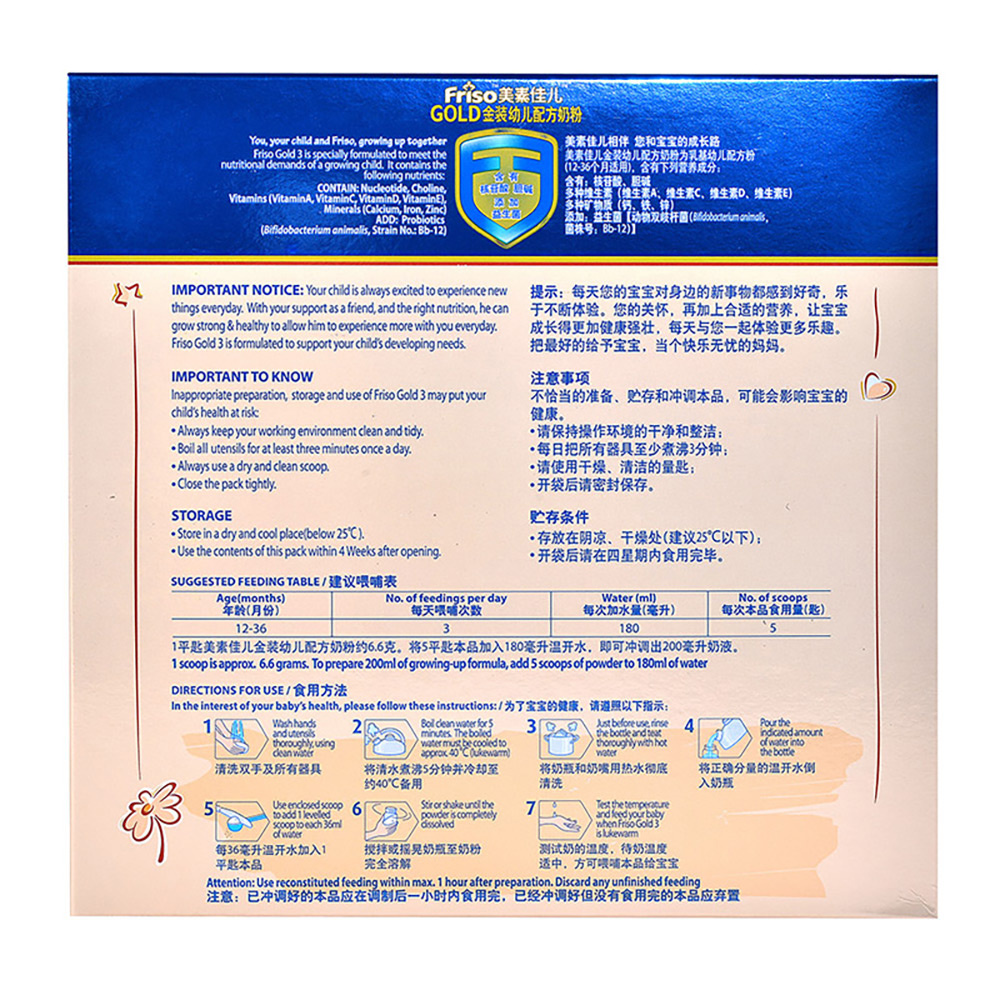 Friso美素佳儿
GOLD金装幼儿配方奶粉
You, your child and Friso, growing up together
Friso Gold 3 is specially formulated to meet the
nutritional demands of a growing child. It contains the
following nutrients:
CONTAIN: Nucleotide, Choline,
Vitamins (VitaminA, VitaminC, VitaminD, VitaminE),
Minerals (Calcium, Iron, Zinc)
ADD: Probiotics
(Bifidobacterium animalis, Strain No.: Bb-12)
含 有
核苷酸 胆碱
添 加
益生菌
美素佳儿相伴 您和宝宝的成长路
美素佳儿金装幼儿配方奶粉为乳基幼儿配方粉
(12-36个月适用), 含有下列营养成分:
含有: 核苷酸、胆碱
多种维生素 (维生素A、维生素C、维生素D、维生素E)
多种矿物质 (钙、铁、锌)
添加: 益生菌【动物双歧杆菌(Bifidobacterium animalis,
菌株号: Bb-12)】
IMPORTANT NOTICE: Your child is always excited to experience new
things everyday. With your support as a friend, and the right nutrition, he can
grow strong & healthy to allow him to experience more with you everyday.
Friso Gold 3 is formulated to support your child's developing needs.
IMPORTANT TO KNOW
Inappropriate preparation, storage and use of Friso Gold 3 may put your
child's health at risk:
• Always keep your working environment clean and tidy.
• Boil all utensils for at least three minutes once a day.
• Always use a dry and clean scoop.
• Close the pack tightly.
STORAGE
• Store in a dry and cool place(below 25℃).
• Use the contents of this pack within 4 Weeks after opening.
提示: 每天您的宝宝对身边的新事物都感到好奇, 乐
于不断体验。您的关怀, 再加上合适的营养, 让宝宝
成长得更加健康强壮, 每天与您一起体验更多乐趣。
把最好的给予宝宝, 当个快乐无忧的妈妈。
注意事项
不恰当的准备、贮存和冲调本品, 可能会影响宝宝的
健康。
• 请保持操作环境的干净和整洁;
• 每日把所有器具至少煮沸3分钟;
• 请使用干燥、清洁的量匙;
• 开袋后请密封保存。
贮存条件
• 存放在阴凉、干燥处(建议25℃以下);
• 开袋后请在四星期内食用完毕。
SUGGESTED FEEDING TABLE / 建议喂哺表
Age(months) No. of feedings per day Water (ml) No. of scoops
年龄(月份) 每天喂哺次数 每次加水量(毫升) 每次本品食用量(匙)
12-36 3 180 5
1平匙美素佳儿金装幼儿配方奶粉约6.6克。将5平匙本品加入180毫升温开水, 即可冲调出200毫升奶液。
1 scoop is approx. 6.6 grams. To prepare 200ml of growing-up formula, add 5 scoops of powder to 180ml of water
DIRECTIONS FOR USE / 食用方法
In the interest of your baby's health, please follow these instructions: / 为了宝宝的健康, 请遵照以下指示:
1 Wash hands
and utensils
thoroughly, using
clean water
清洗双手及所有器具
2 Boil clean water for 5
minutes. The boiled
water must be cooled to
approx. 40℃ (lukewarm)
将清水煮沸5分钟并冷却至
约40℃备用
3 Just before use, rinse
the bottle and teat
thoroughly with hot
water
将奶瓶和奶嘴用热水彻底
清洗
4 Pour the
indicated amount
of water into
the bottle
将正确分量的温开水倒
入奶瓶
5 Use enclosed scoop
to add 1 levelled
scoop to each 36ml
of water
每36毫升温开水加入1
平匙本品
6 Stir or shake until the
powder is completely
dissolved
搅拌或摇晃奶瓶至奶粉
完全溶解
7 Test the temperature
and feed your baby
when Friso Gold 3
is lukewarm
测试奶的温度, 待奶温度
适中, 方可喂哺本品给宝宝
Attention: Use reconstituted feeding within max. 1 hour after preparation. Discard any unfinished feeding
注意: 已冲调好的本品应在调制后一小时内食用完, 已经冲调好但没有食用完的本品应弃置